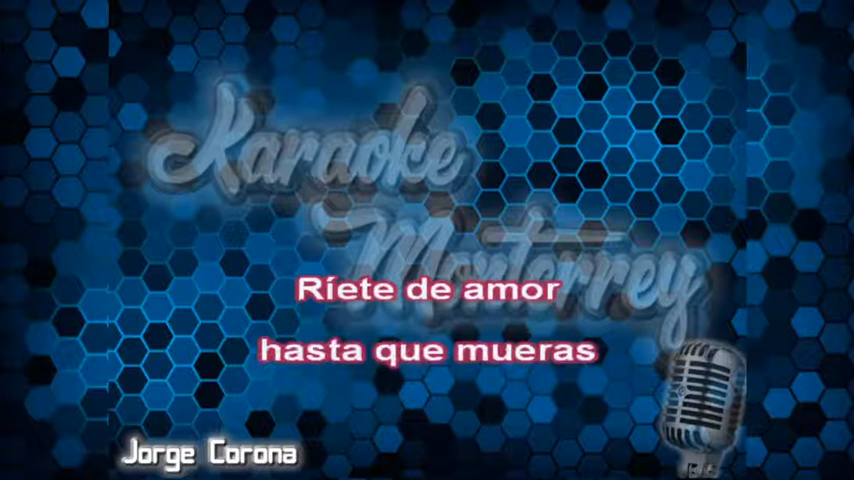 Karaoke
Monterrey
Ríete de amor
hasta que mueras
Jorge Corona